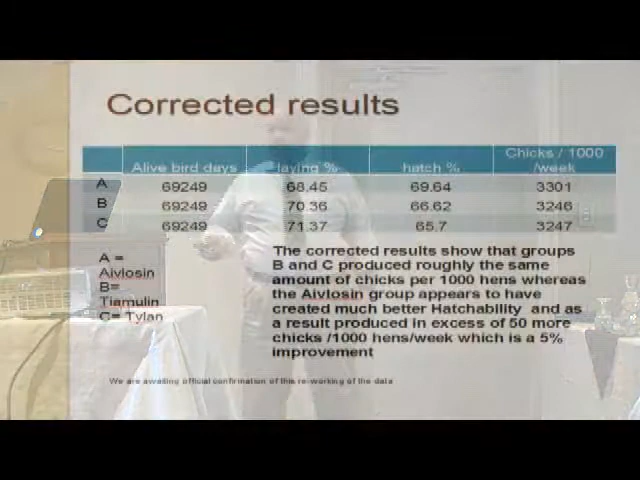 Corrected results
Chicks / 1000
Alive bird days laying % hatch % /week
A 69249 68.45 69.64 3301
B 69249 70.36 66.62 3246
C 69249 71.37 65.7 3247
A =
Aivlosin
B=
Tiamulin
C= Tylan
The corrected results show that groups
B and C produced roughly the same
amount of chicks per 1000 hens whereas
the Aivlosin group appears to have
created much better Hatchability and as
a result produced in excess of 50 more
chicks /1000 hens/week which is a 5%
improvement
We are awaiting official confirmation of this re-working of the data